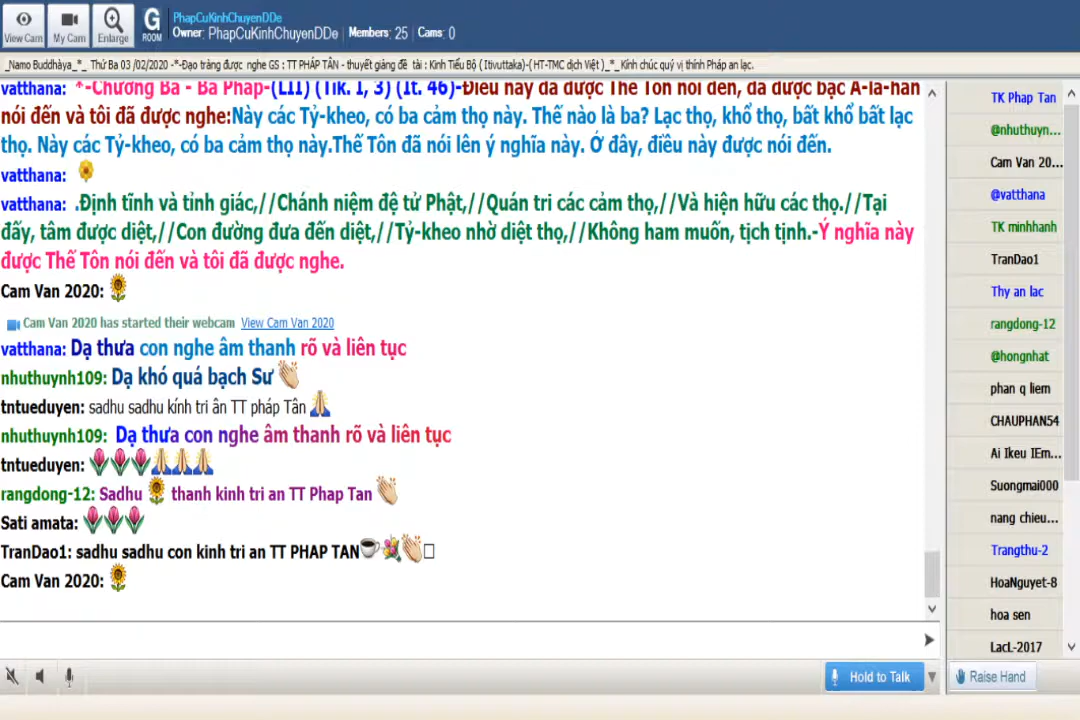 PhapCuKinhChuyenDDe
View Cam My Cam Enlarge G ROOM Owner: PhapCuKinhChuyenDDe Members: 25 Cams: 0
_Namo Buddhàya_*_ Thứ Ba 03 /02/2020 -*-Đạo tràng được nghe GS : TT PHÁP TÂN - thuyết giảng đề tài : Kinh Tiểu Bộ ( Itivuttaka)-( HT-TMC dịch Việt )_*_Kính chúc quý vị thính Pháp an lạc.
vatthana: *-Chương Ba - Ba Pháp-(LII) (Tik. I, 3) (It. 46)-Điều này đã được Thế Tôn nói đến, đã được bậc A-la-hán
nói đến và tôi đã được nghe:Này các Tỷ-kheo, có ba cảm thọ này. Thế nào là ba? Lạc thọ, khổ thọ, bất khổ bất lạc
thọ. Này các Tỷ-kheo, có ba cảm thọ này.Thế Tôn đã nói lên ý nghĩa này. Ở đây, điều này được nói đến.
vatthana:
vatthana: .Định tĩnh và tỉnh giác,//Chánh niệm đệ tử Phật,//Quán tri các cảm thọ,//Và hiện hữu các thọ.//Tại
đấy, tâm được diệt,//Con đường đưa đến diệt,//Tỷ-kheo nhờ diệt thọ,//Không ham muốn, tịch tịnh.-Ý nghĩa này
được Thế Tôn nói đến và tôi đã được nghe.
Cam Van 2020:
Cam Van 2020 has started their webcam View Cam Van 2020
vatthana: Dạ thưa con nghe âm thanh rõ và liên tục
nhuthuynh109: Dạ khó quá bạch Sư
tntueduyen: sadhu sadhu kính tri ân TT pháp Tân
nhuthuynh109: Dạ thưa con nghe âm thanh rõ và liên tục
tntueduyen:
rangdong-12: Sadhu thanh kinh tri an TT Phap Tan
Sati amata:
TranDao1: sadhu sadhu con kinh tri an TT PHAP TAN
Cam Van 2020:
Hold to Talk
TK Phap Tan
@nhuthuyn...
Cam Van 20...
@vatthana
TK minhhanh
TranDao1
Thy an lac
rangdong-12
@hongnhat
phan q liem
CHAUPHAN54
Ai Ikeu IEm...
Suongmai000
nang chieu...
Trangthu-2
HoaNguyet-8
hoa sen
LacL-2017
Raise Hand